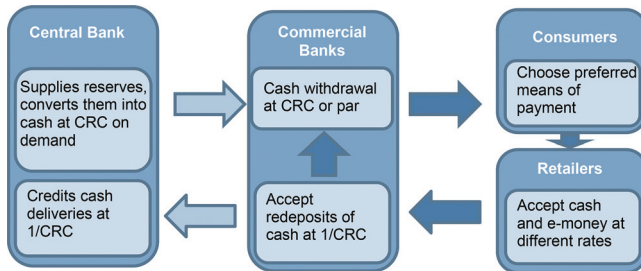 Central Bank
Supplies reserves,
converts them into
cash at CRC on
demand
Credits cash
deliveries at
1/CRC
Commercial
Banks
Cash withdrawal
at CRC or par
Accept
redeposits of
cash at 1/CRC
Consumers
Choose preferred
means of
payment
Retailers
Accept cash
and e-money at
different rates